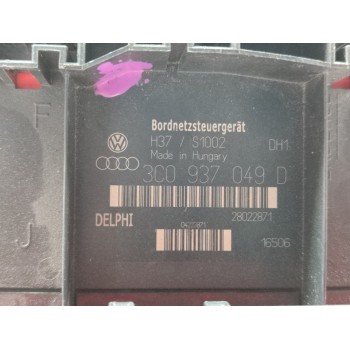 F
Bordnetzsteuergerät
H37 / S1002 DH1
Made in Hungary
3C0 937 049 D
DELPHI 28022871
J
16506